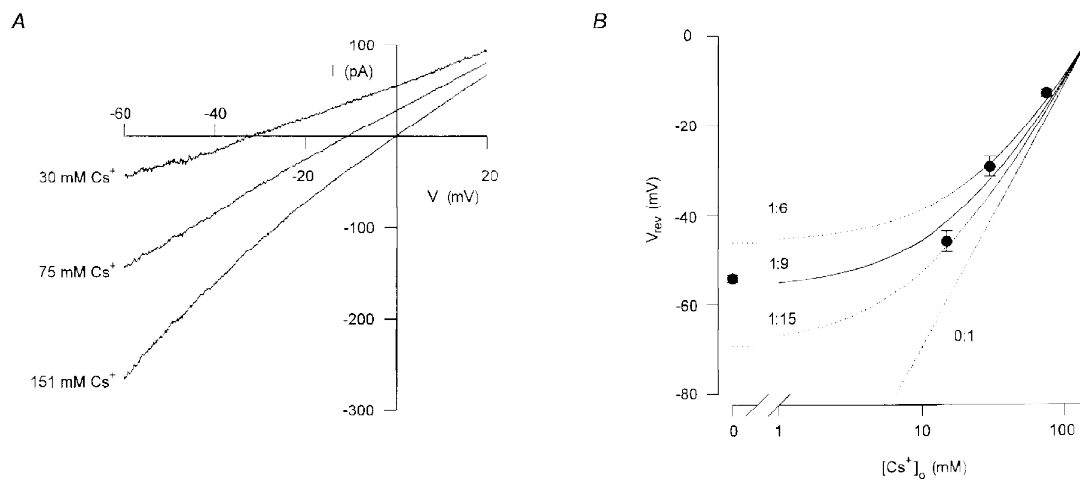 A
100
I (pA)
-60
-40
-20
20
V (mV)
30 mM Cs+
75 mM Cs+
151 mM Cs+
-100
-200
-300
B
0
-20
-40
-60
-80
Vrev (mV)
1:6
1:9
1:15
0:1
0
1
10
100
[Cs+]o (mM)